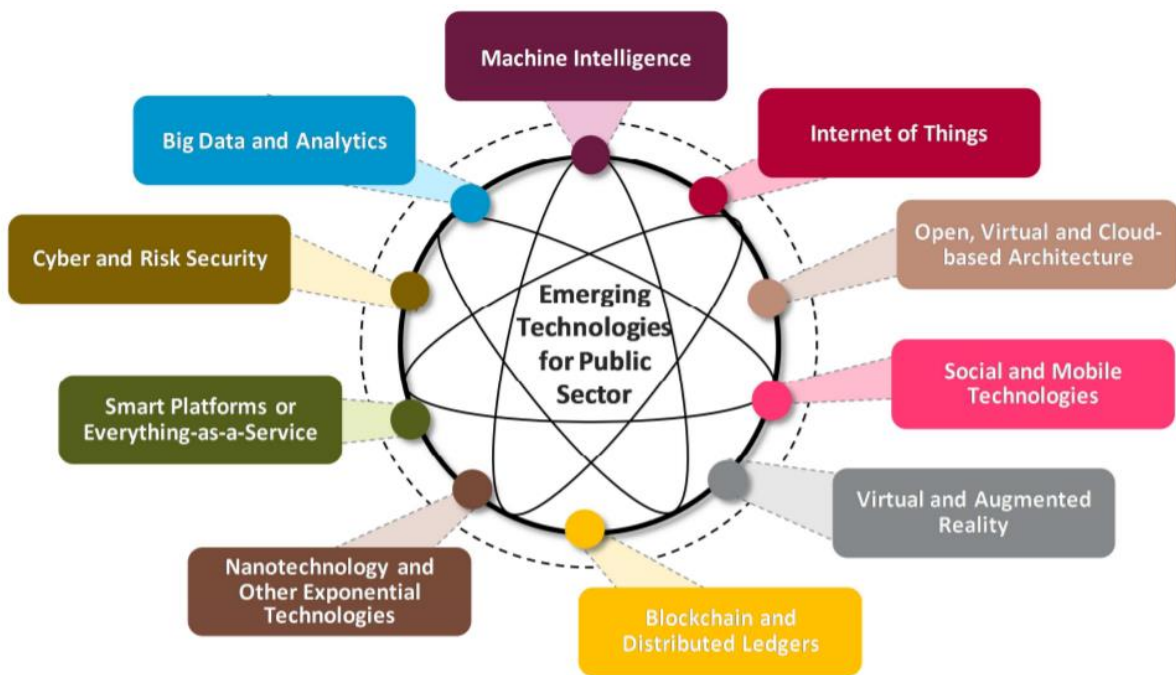 Machine Intelligence
Big Data and Analytics
Internet of Things
Cyber and Risk Security
Open, Virtual and Cloud-
based Architecture
Emerging
Technologies
for Public
Sector
Social and Mobile
Technologies
Smart Platforms or
Everything-as-a-Service
Virtual and Augmented
Reality
Nanotechnology and
Other Exponential
Technologies
Blockchain and
Distributed Ledgers